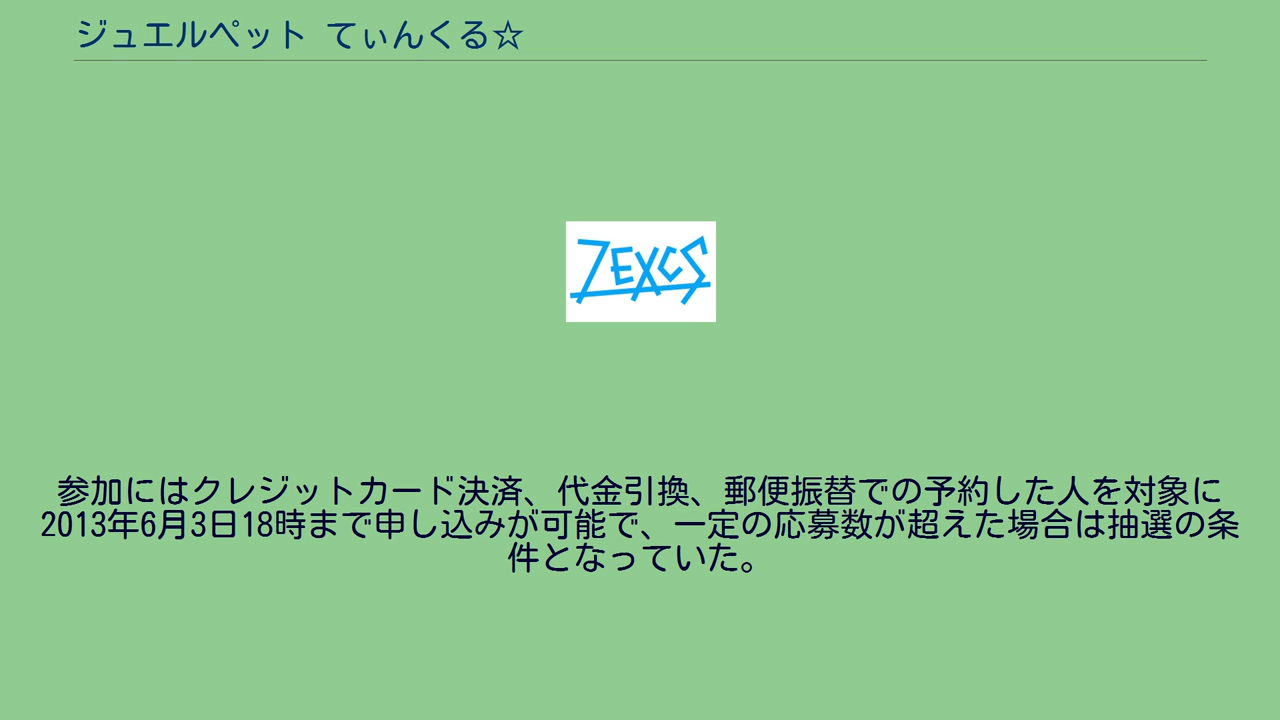 ジュエルペット てぃんくる☆
ZEXCS
参加にはクレジットカード決済、代金引換、郵便振替での予約した人を対象に
2013年6月3日18時まで申し込みが可能で、一定の応募数が超えた場合は抽選の条
件となっていた。